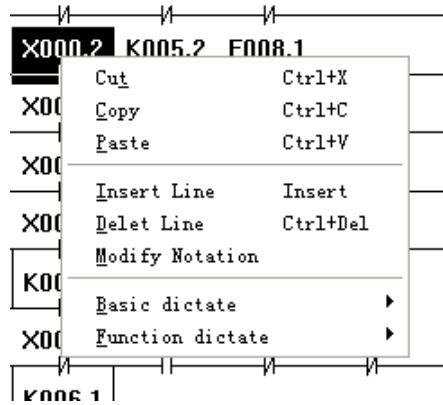 X000.2 K005.2 F008.1
Cut Ctrl+X
Copy Ctrl+C
Paste Ctrl+V
Insert Line Insert
Delet Line Ctrl+Del
Modify Notation
Basic dictate
Function dictate
K006.1